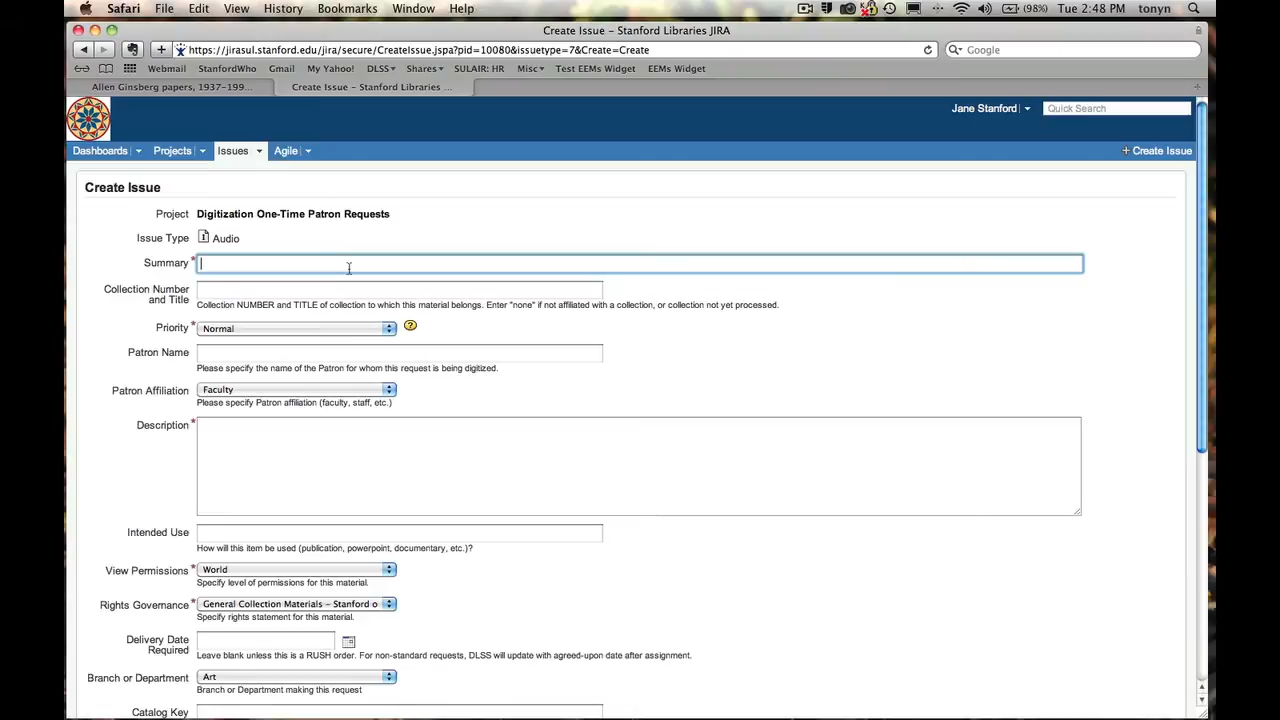 Safari File Edit View History Bookmarks Window Help (98%) Tue 2:48 PM tonyn
Create Issue – Stanford Libraries JIRA
https://jirasul.stanford.edu/jira/secure/CreateIssue.jspa?pid=10080&issuetype=7&Create=Create Google
Webmail StanfordWho Gmail My Yahoo! DLSS Shares SULAIR: HR Misc Test EEMs Widget EEMs Widget
Allen Ginsberg papers, 1937-199... Create Issue – Stanford Libraries ...
Jane Stanford Quick Search
Dashboards Projects Issues Agile + Create Issue
Create Issue
Project Digitization One-Time Patron Requests
Issue Type Audio
Summary *
Collection Number
and Title
Collection NUMBER and TITLE of collection to which this material belongs. Enter "none" if not affiliated with a collection, or collection not yet processed.
Priority * Normal ?
Patron Name
Please specify the name of the Patron for whom this request is being digitized.
Patron Affiliation Faculty
Please specify Patron affiliation (faculty, staff, etc.)
Description *
Intended Use
How will this item be used (publication, powerpoint, documentary, etc.)?
View Permissions * World
Specify level of permissions for this material.
Rights Governance * General Collection Materials – Stanford o
Specify rights statement for this material.
Delivery Date
Required
Leave blank unless this is a RUSH order. For non-standard requests, DLSS will update with agreed-upon date after assignment.
Branch or Department Art
Branch or Department making this request
Catalog Key